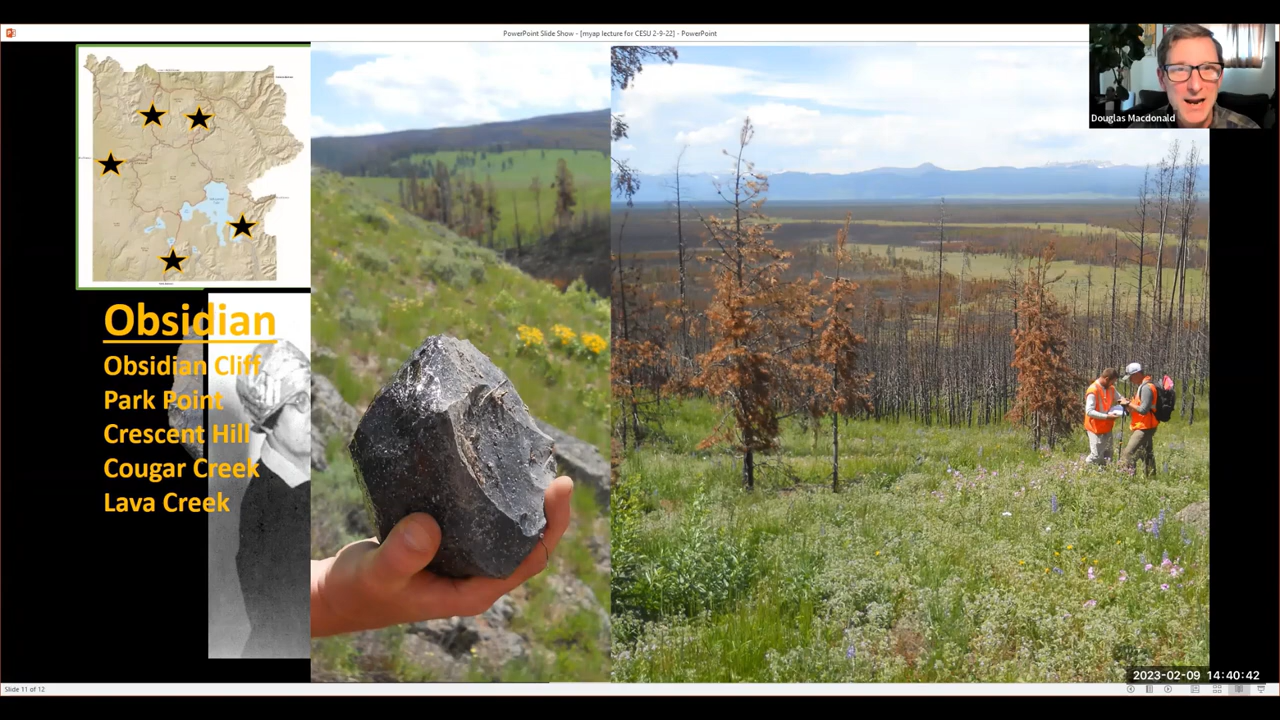 PowerPoint Slide Show - [myap lecture for CESU 2-9-22] - PowerPoint
Douglas Macdonald
Obsidian
Obsidian Cliff
Park Point
Crescent Hill
Cougar Creek
Lava Creek
2023-02-09 14:40:42
Slide 11 of 12